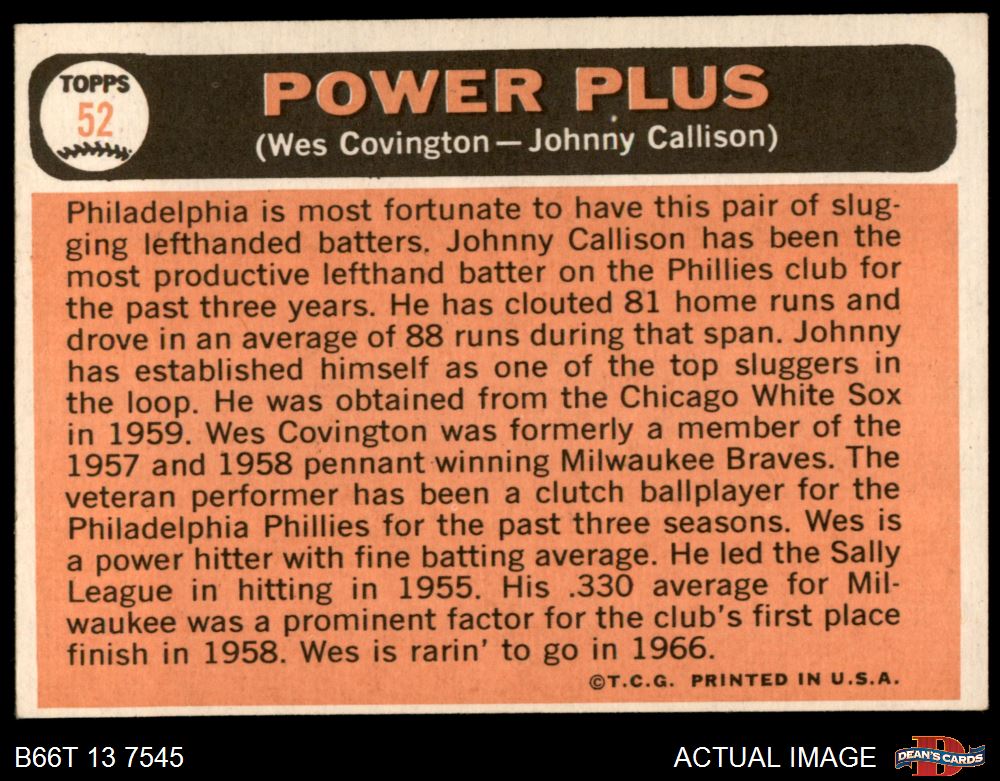 TOPPS
52
POWER PLUS
(Wes Covington — Johnny Callison)
Philadelphia is most fortunate to have this pair of slug-
ging lefthanded batters. Johnny Callison has been the
most productive lefthand batter on the Phillies club for
the past three years. He has clouted 81 home runs and
drove in an average of 88 runs during that span. Johnny
has established himself as one of the top sluggers in
the loop. He was obtained from the Chicago White Sox
in 1959. Wes Covington was formerly a member of the
1957 and 1958 pennant winning Milwaukee Braves. The
veteran performer has been a clutch ballplayer for the
Philadelphia Phillies for the past three seasons. Wes is
a power hitter with fine batting average. He led the Sally
League in hitting in 1955. His .330 average for Mil-
waukee was a prominent factor for the club's first place
finish in 1958. Wes is rarin' to go in 1966.
©T.C.G. PRINTED IN U.S.A.
B66T 13 7545
ACTUAL IMAGE
D
DEAN'S CARDS